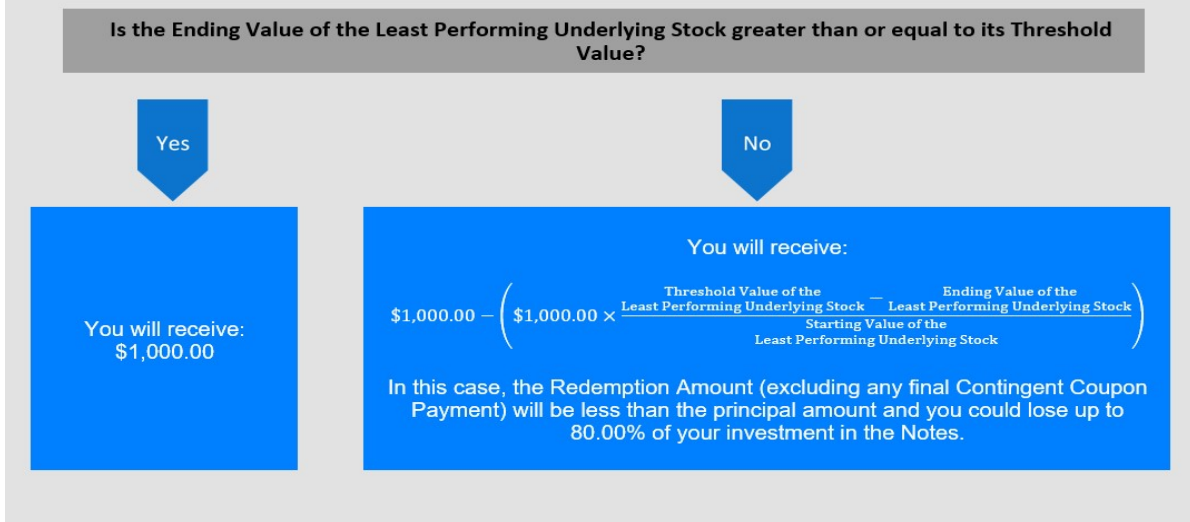 Is the Ending Value of the Least Performing Underlying Stock greater than or equal to its Threshold
Value?
Yes
No
You will receive:
$1,000.00
You will receive:
$1,000.00 − ( $1,000.00 × (Threshold Value of the Least Performing Underlying Stock − Ending Value of the Least Performing Underlying Stock) / Starting Value of the Least Performing Underlying Stock )
In this case, the Redemption Amount (excluding any final Contingent Coupon
Payment) will be less than the principal amount and you could lose up to
80.00% of your investment in the Notes.